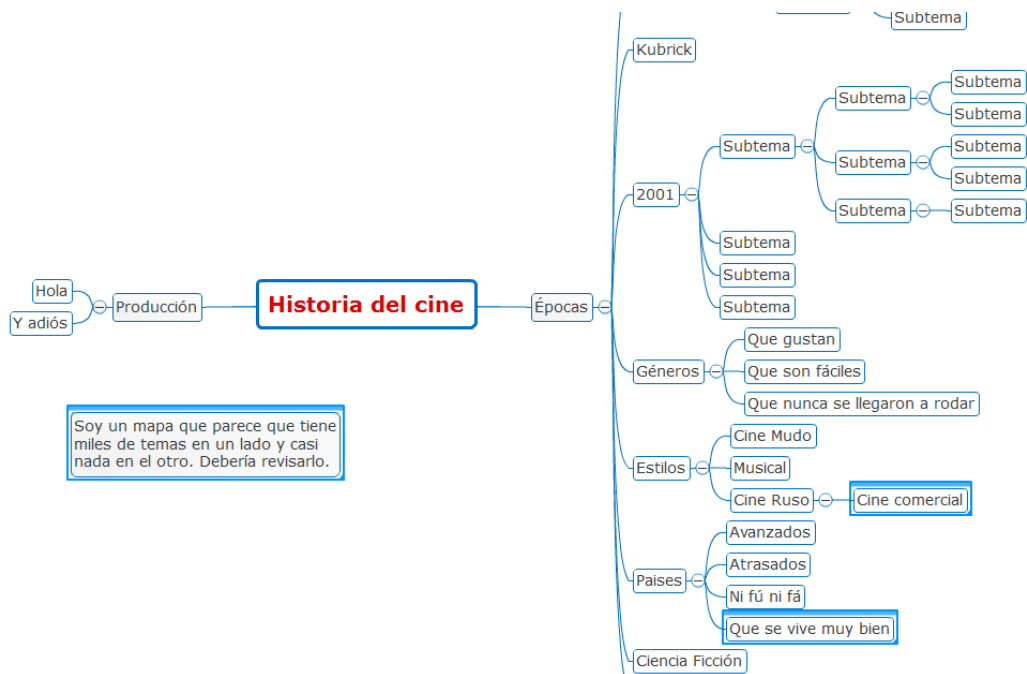 Subtema
Kubrick
2001
Subtema
Subtema
Subtema
Subtema
Subtema
Subtema
Subtema
Subtema
Subtema
Subtema
Subtema
Subtema
Historia del cine
Producción
Hola
Y adiós
Épocas
Géneros
Que gustan
Que son fáciles
Que nunca se llegaron a rodar
Estilos
Cine Mudo
Musical
Cine Ruso
Cine comercial
Paises
Avanzados
Atrasados
Ni fú ni fá
Que se vive muy bien
Ciencia Ficción
Soy un mapa que parece que tiene
miles de temas en un lado y casi
nada en el otro. Debería revisarlo.